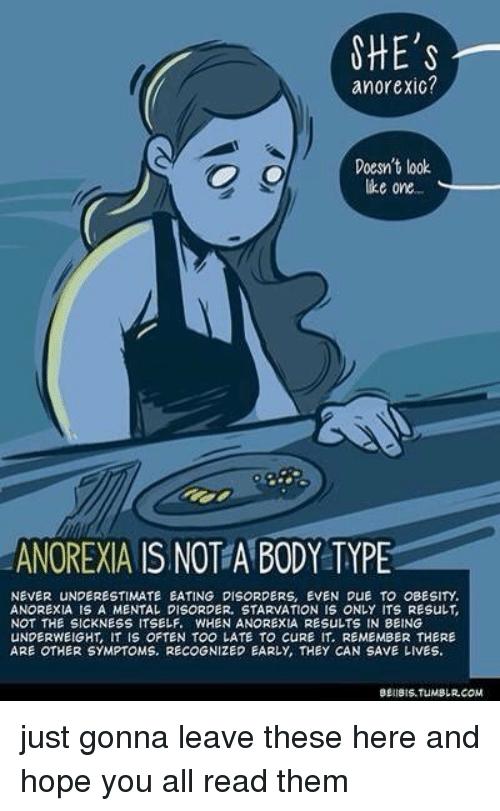 SHE's
anorexic?
Doesn't look
like one...
ANOREXIA IS NOT A BODY TYPE
NEVER UNDERESTIMATE EATING DISORDERS, EVEN DUE TO OBESITY.
ANOREXIA IS A MENTAL DISORDER. STARVATION IS ONLY ITS RESULT,
NOT THE SICKNESS ITSELF. WHEN ANOREXIA RESULTS IN BEING
UNDERWEIGHT, IT IS OFTEN TOO LATE TO CURE IT. REMEMBER THERE
ARE OTHER SYMPTOMS. RECOGNIZED EARLY, THEY CAN SAVE LIVES.
BEIIBIS.TUMBLR.COM
just gonna leave these here and
hope you all read them